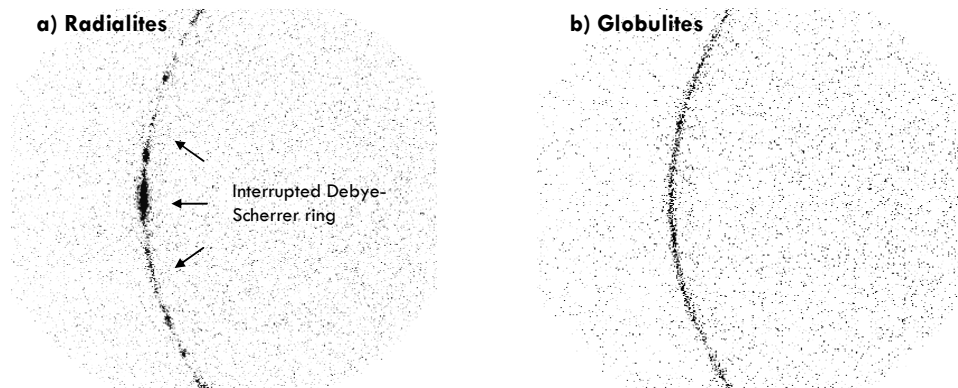 a) Radialites
b) Globulites
Interrupted Debye-
Scherrer ring